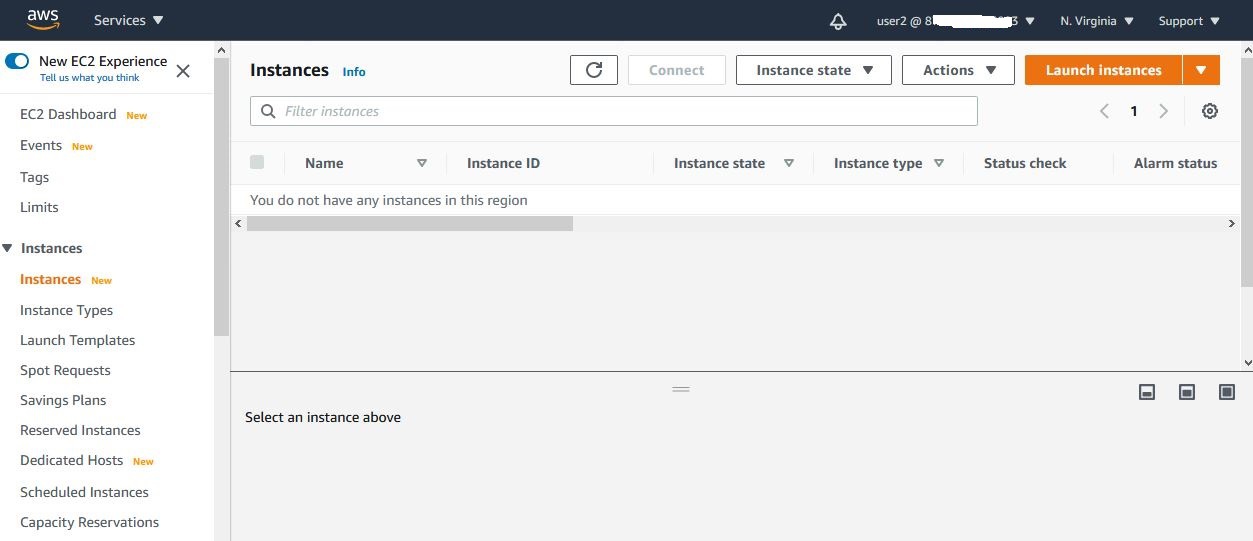 aws Services user2 @ 8 3 N. Virginia Support
New EC2 Experience
Tell us what you think
EC2 Dashboard New
Events New
Tags
Limits
Instances
Instances New
Instance Types
Launch Templates
Spot Requests
Savings Plans
Reserved Instances
Dedicated Hosts New
Scheduled Instances
Capacity Reservations
Instances Info Connect Instance state Actions Launch instances
Filter instances 1
Name Instance ID Instance state Instance type Status check Alarm status
You do not have any instances in this region
Select an instance above